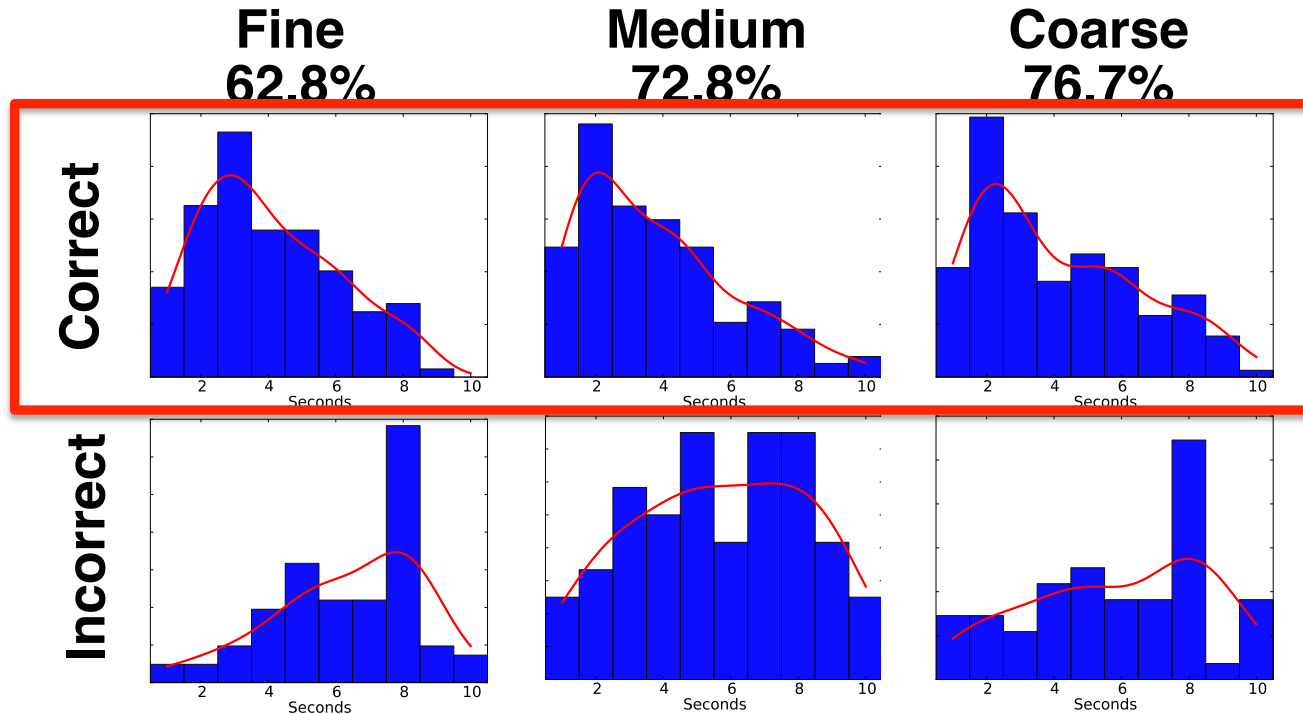 Fine Medium Coarse
62.8% 72.8% 76.7%
Correct
2 4 6 8 10 2 4 6 8 10 2 4 6 8 10
Seconds Seconds Seconds
Incorrect
2 4 6 8 10 2 4 6 8 10 2 4 6 8 10
Seconds Seconds Seconds